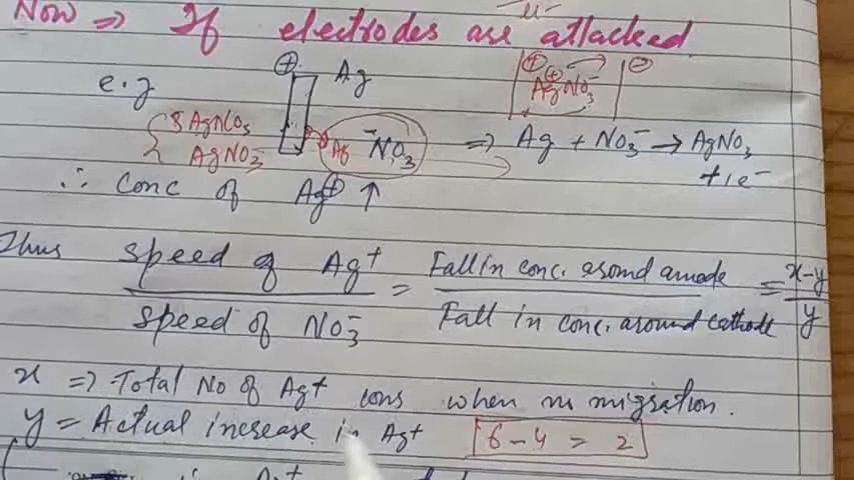 Now ⇒ If electrodes are attacked
e.g ⊕ Ag ⊕ ⊕ AgNO3⁻ ⊖
AgNO3⁻ Ag ⁻NO3 ⇒ Ag + NO3⁻ → AgNO3
+1e⁻
∴ Conc of Ag⊕ ↑
Thus speed of Ag⁺ / speed of NO3⁻ = Fall in conc. around anode / Fall in conc. around cathode = x-y / y
x ⇒ Total No of Ag⁺ ions when no migration.
y = Actual increase in Ag⁺ 6 - 4 = 2
Ag⁺